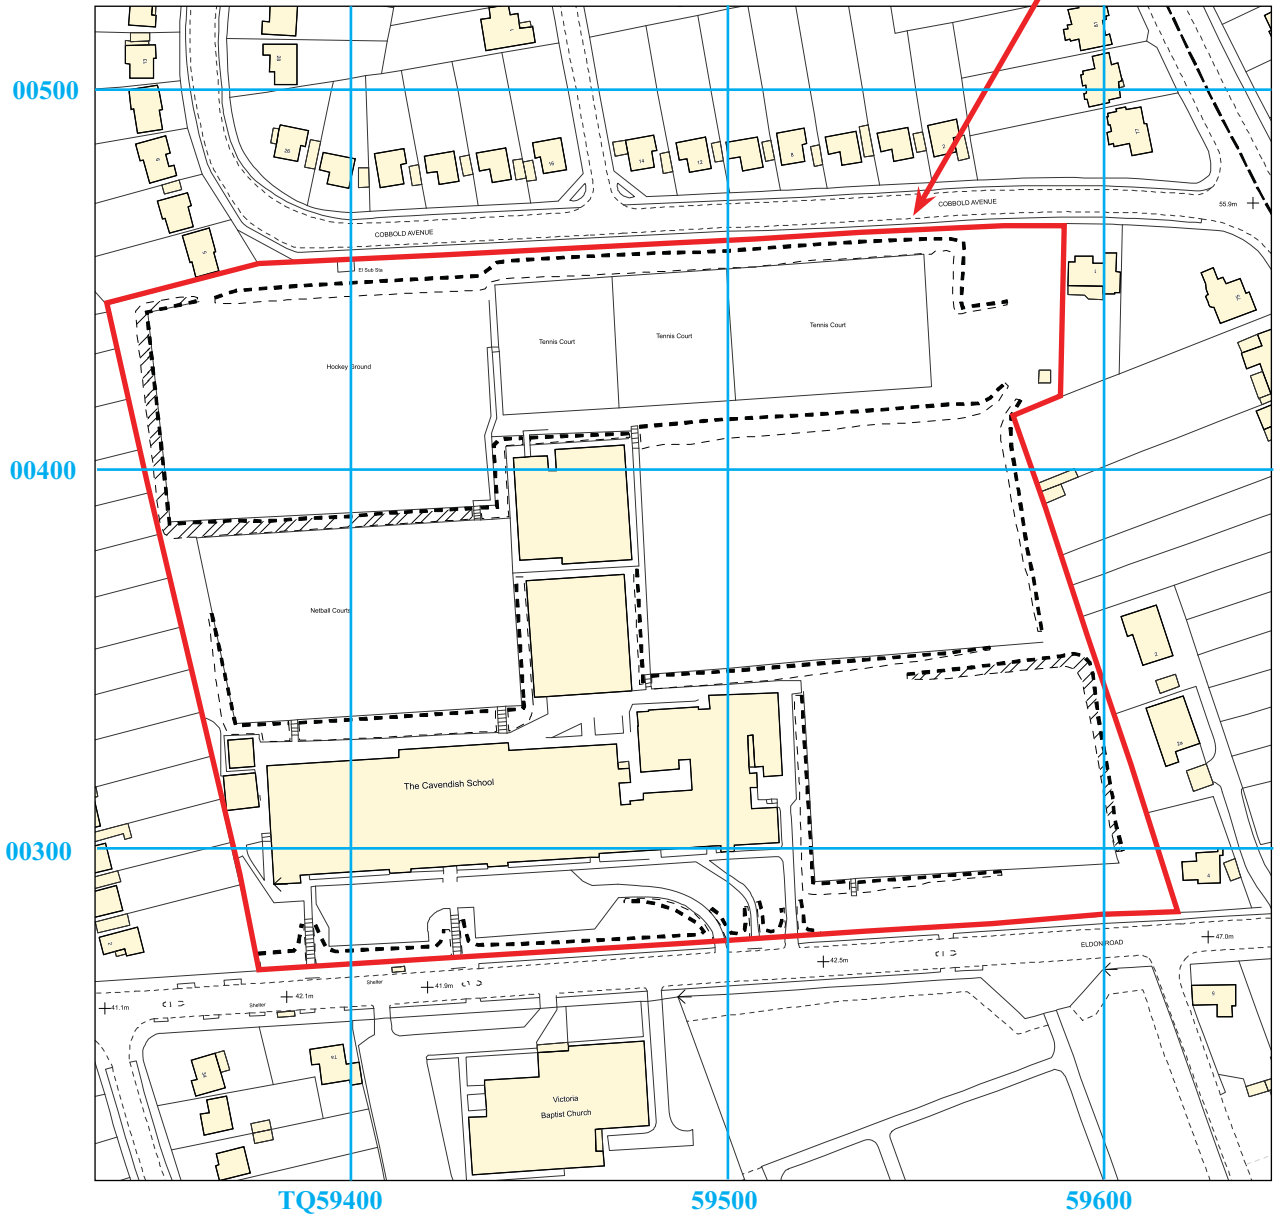 00500
COBBOLD AVENUE
55.9m
COBBOLD AVENUE
El Sub Sta
Tennis Court
Tennis Court
Tennis Court
Hockey Ground
00400
Netball Courts
The Cavendish School
00300
ELDON ROAD
47.0m
42.5m
Shelter
41.9m
42.1m
Shelter
41.1m
Victoria
Baptist Church
TQ59400
59500
59600